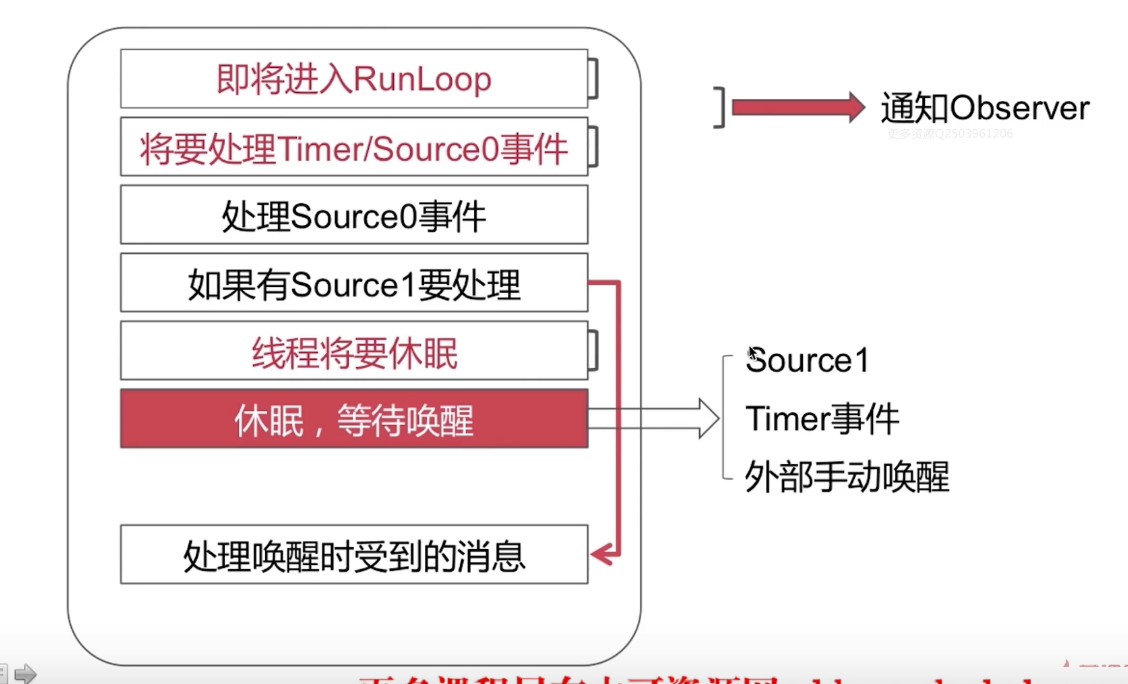 即将进入RunLoop
通知Observer
更多资源Q2503961206
将要处理Timer/Source0事件
处理Source0事件
如果有Source1要处理
线程将要休眠
Source1
休眠，等待唤醒
Timer事件
外部手动唤醒
处理唤醒时受到的消息